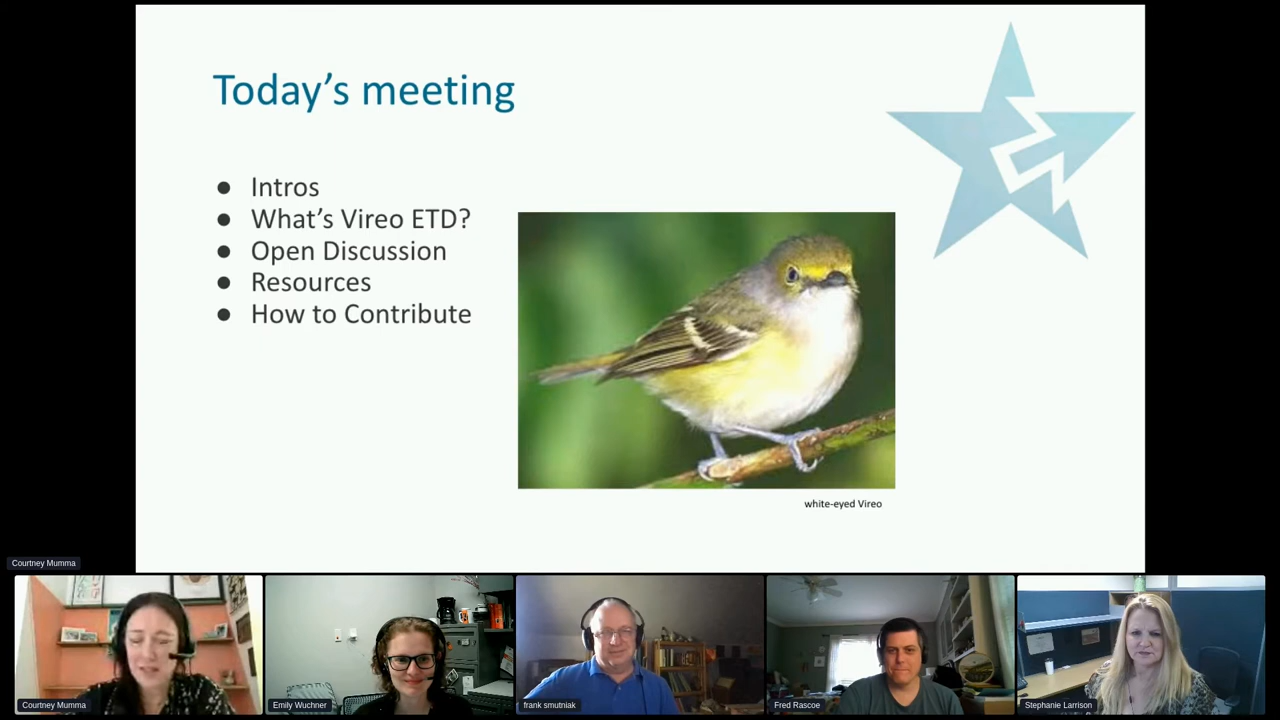 Today's meeting
● Intros
● What's Vireo ETD?
● Open Discussion
● Resources
● How to Contribute
white-eyed Vireo
Courtney Mumma
Courtney Mumma
Emily Wuchner
frank smutniak
Fred Rascoe
Stephanie Larrison